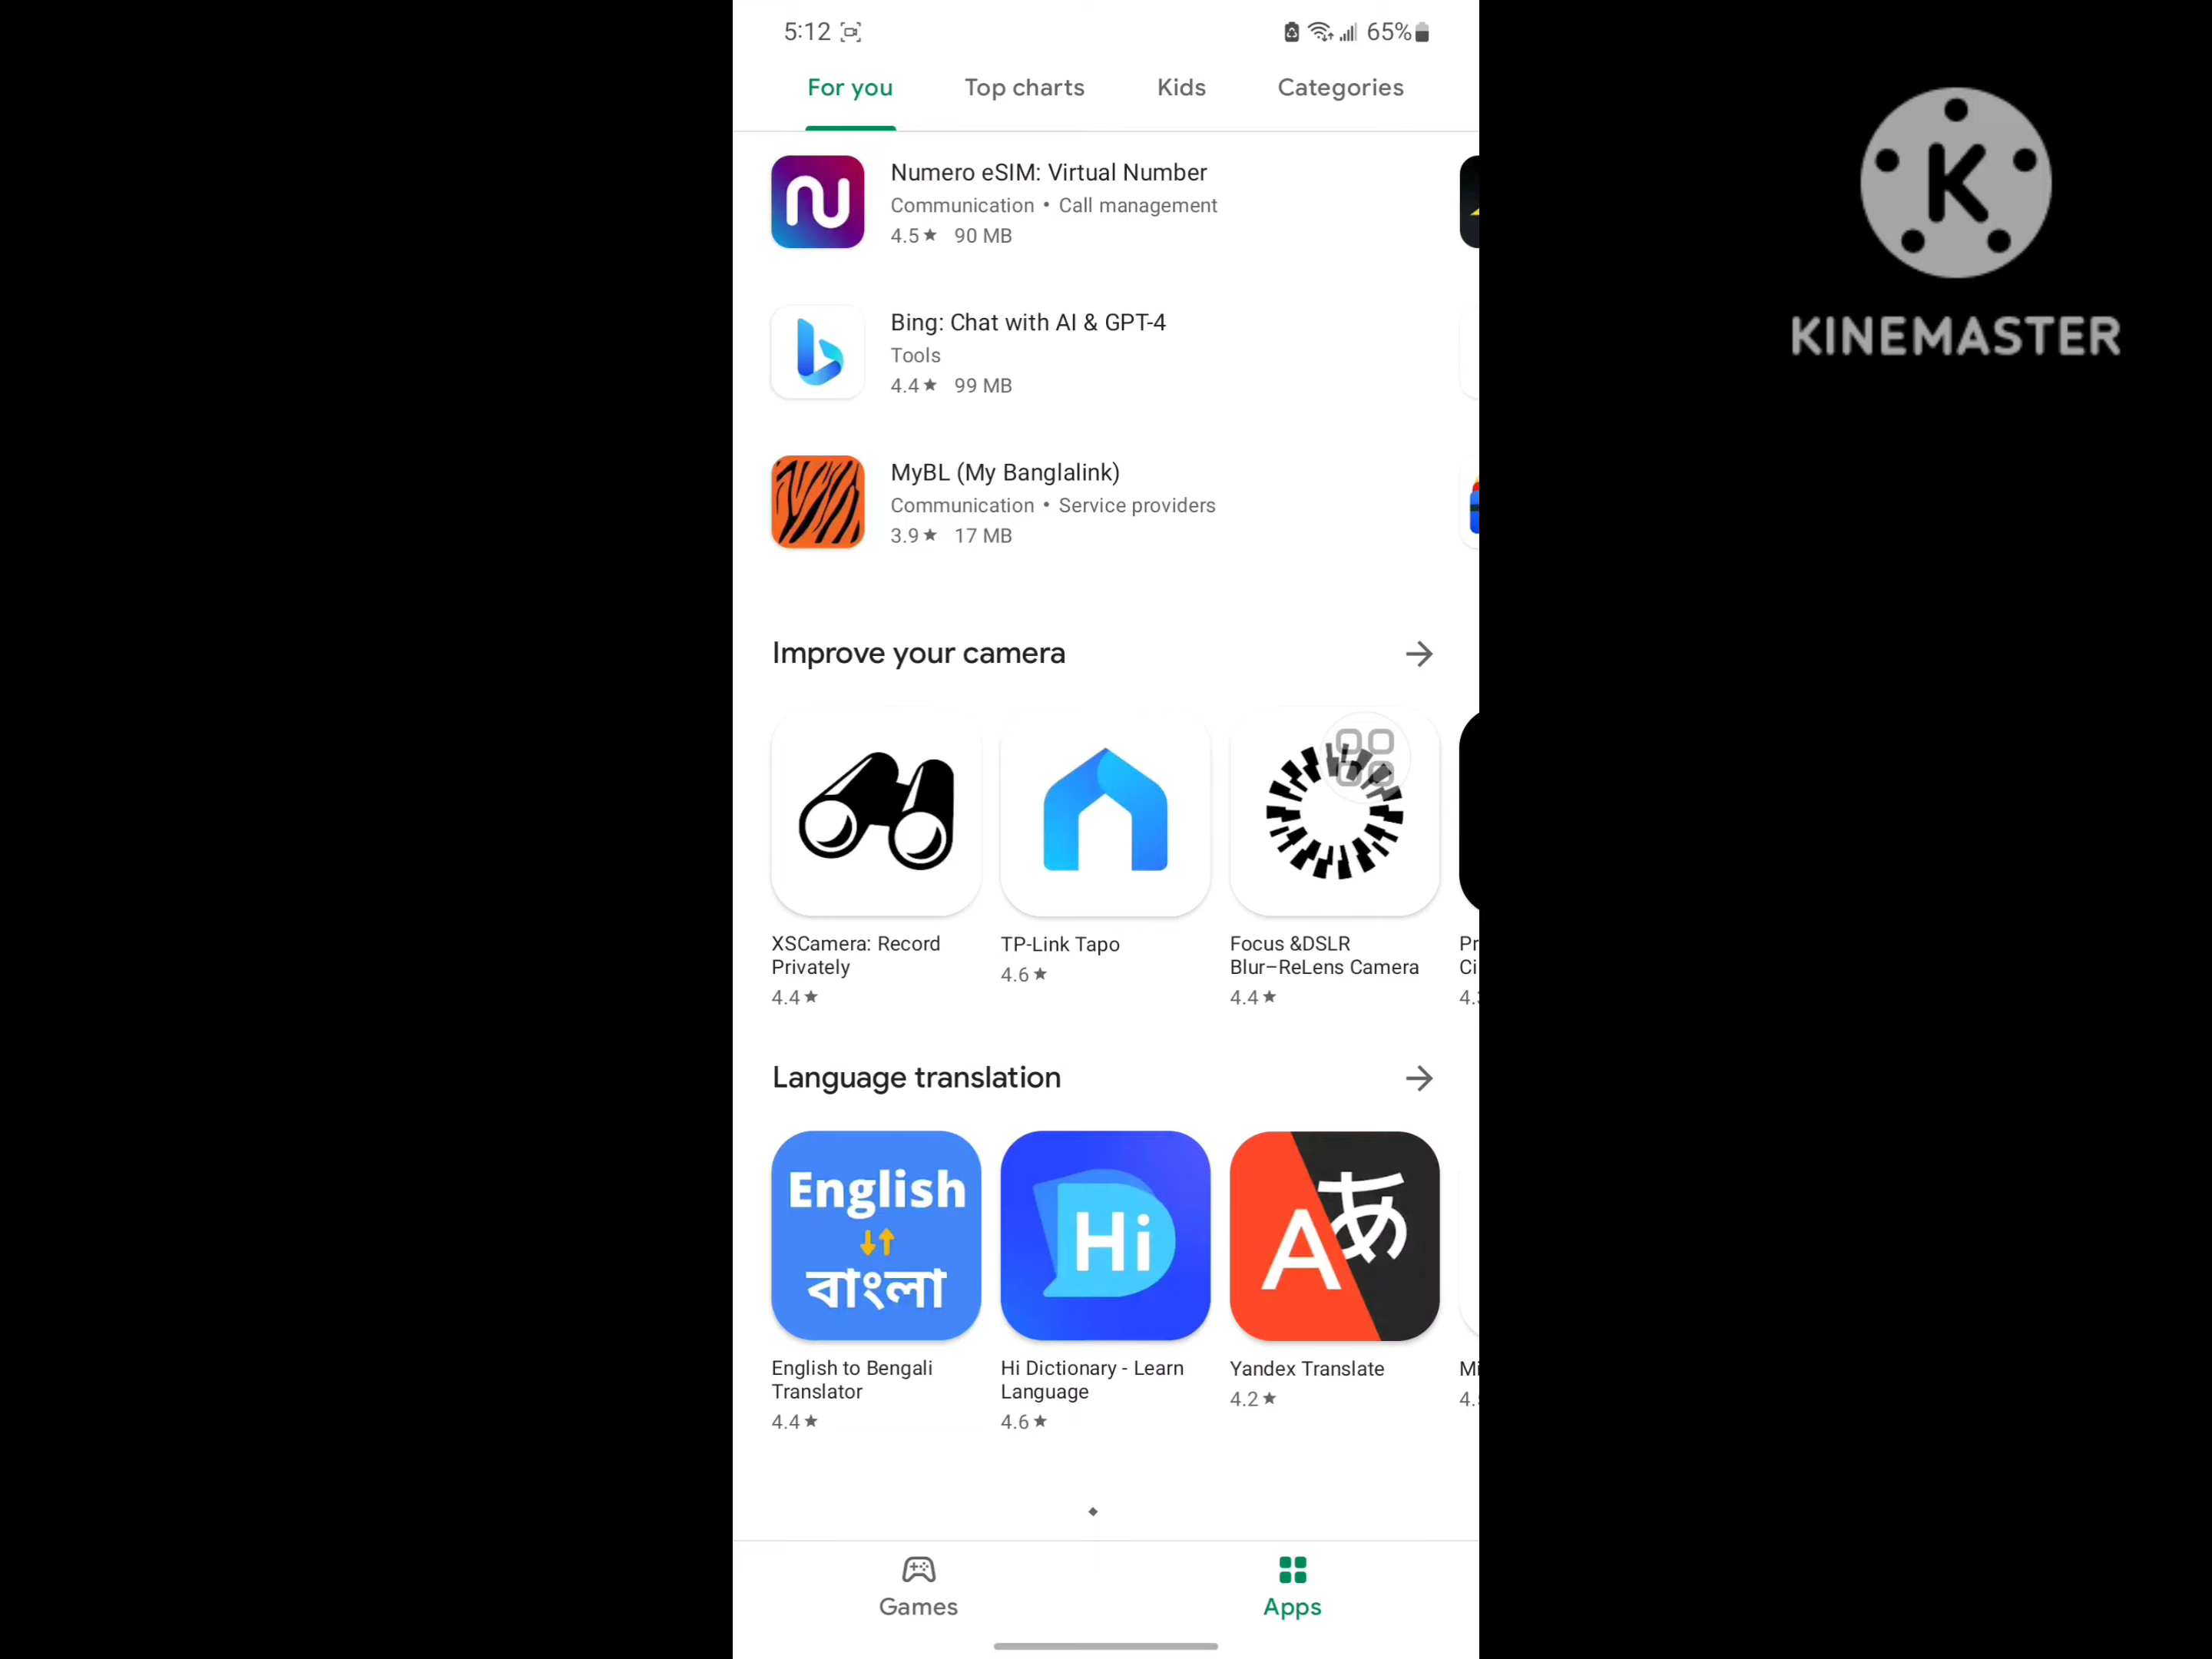 5:12
65%
For you
Top charts
Kids
Categories
Numero eSIM: Virtual Number
Communication • Call management
4.5★ 90 MB
Bing: Chat with AI & GPT-4
Tools
4.4★ 99 MB
MyBL (My Banglalink)
Communication • Service providers
3.9★ 17 MB
Improve your camera
XSCamera: Record
Privately
4.4★
TP-Link Tapo
4.6★
Focus &DSLR
Blur–ReLens Camera
4.4★
Language translation
English
বাংলা
Hi
A あ
English to Bengali
Translator
4.4★
Hi Dictionary - Learn
Language
4.6★
Yandex Translate
4.2★
Games
Apps
K
KINEMASTER